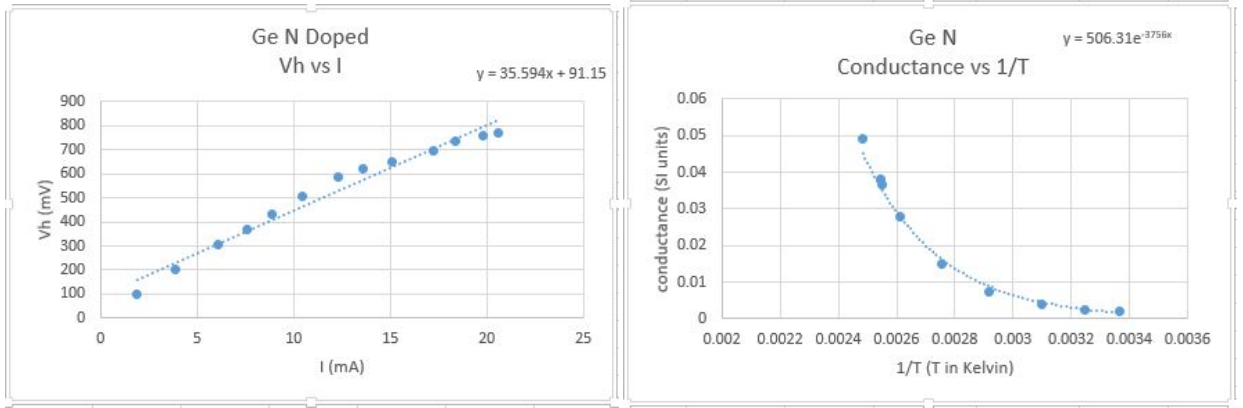 Ge N Doped
Vh vs I
y = 35.594x + 91.15
900
800
700
600
500
400
300
200
100
0
0 5 10 15 20 25
Vh (mV)
I (mA)
Ge N
Conductance vs 1/T
y = 506.31e^-3756x
0.06
0.05
0.04
0.03
0.02
0.01
0
0.002 0.0022 0.0024 0.0026 0.0028 0.003 0.0032 0.0034 0.0036
conductance (SI units)
1/T (T in Kelvin)